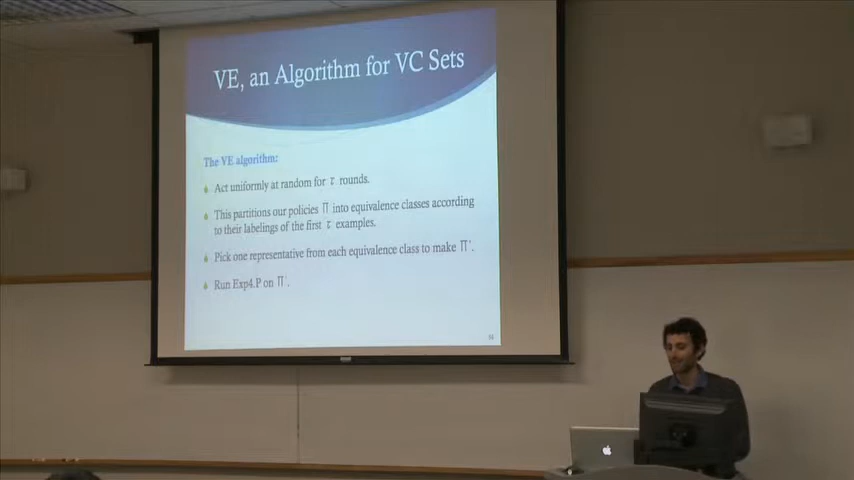 VE, an Algorithm for VC Sets
The VE algorithm:
Act uniformly at random for τ rounds.
This partitions our policies Π into equivalence classes according
to their labelings of the first τ examples.
Pick one representative from each equivalence class to make Π'.
Run Exp4.P on Π'.